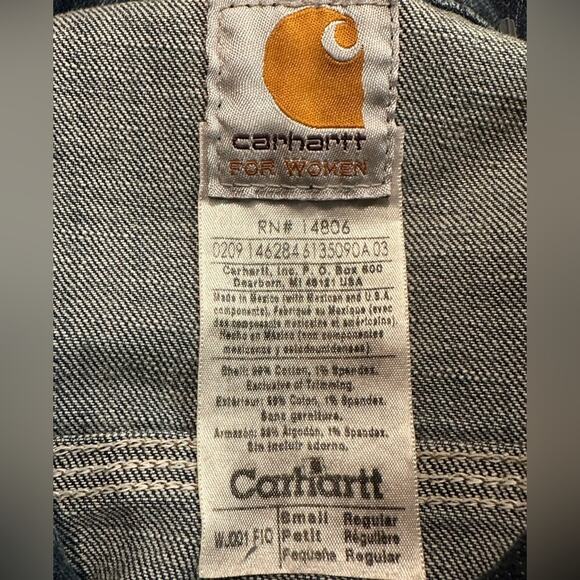 carhartt
FOR WOMEN
RN# 14806
0209 146284 6135090A 03
Carhartt, Inc. P. O. Box 600
Dearborn, MI 48121 USA
Made in Mexico (with Mexican and U.S.A.
components). Fabriqué au Mexique (avec
des composants mexicains et américains).
Hecho en México (con componentes
mexicanos y estadounidenses)
Shell: 99% Cotton, 1% Spandex.
Exclusive of Trimming.
Extérieur: 99% Coton, 1% Spandex.
Sans garniture.
Armazón: 99% Algodón, 1% Spandex.
Sin incluir adorno.
Carhartt
WJ001 FIO
Small Regular
Petit Régulière
Pequeña Regular